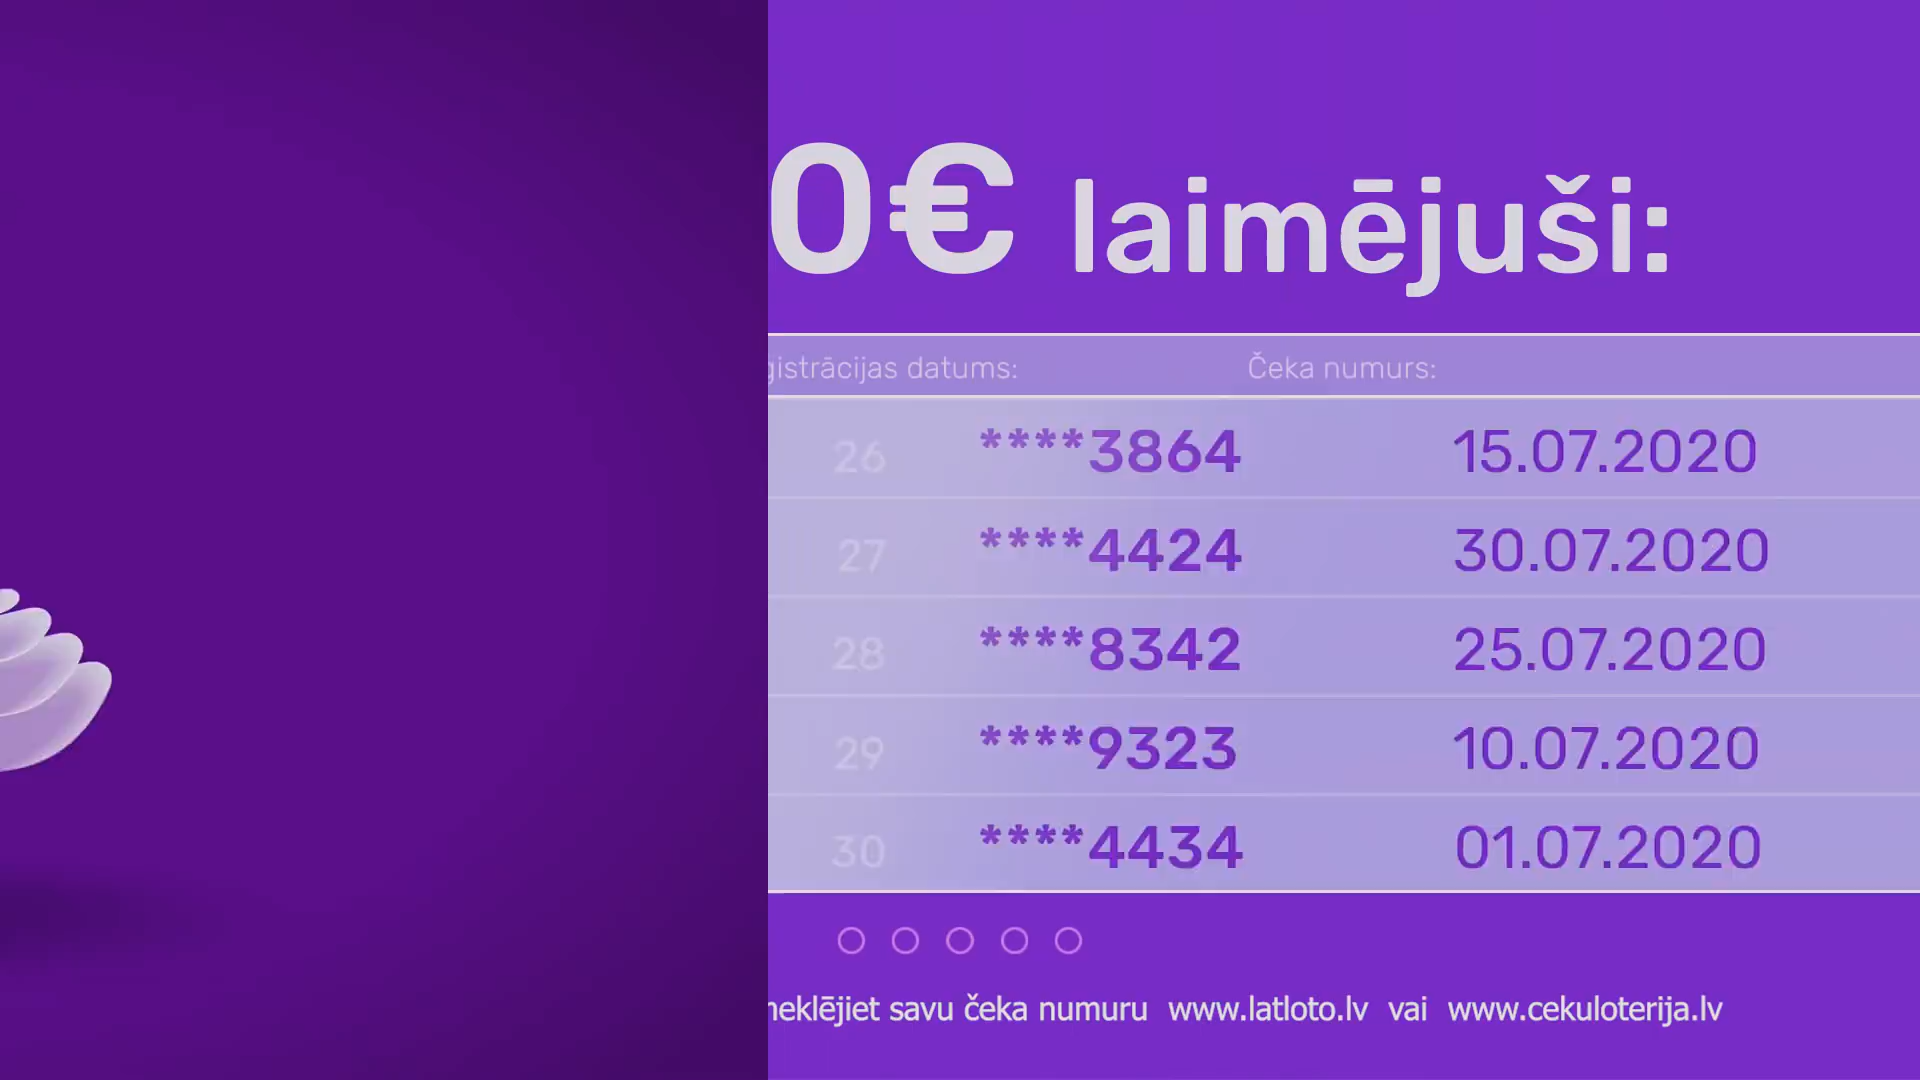 0€ laimējuši:
datums: Čeka numurs:
26 ****3864 15.07.2020
27 ****4424 30.07.2020
28 ****8342 25.07.2020
29 ****9323 10.07.2020
30 ****4434 01.07.2020
savu čeka numuru www.latloto.lv vai www.cekuloterija.lv